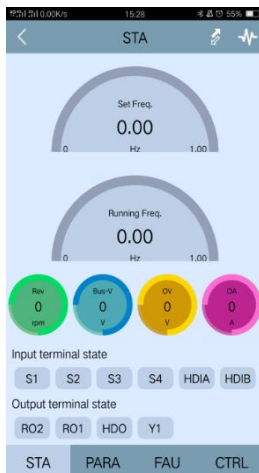 0.00K/s 15:28 55%
STA
Set Freq.
0.00
0 Hz 1.00
Running Freq.
0.00
0 Hz 1.00
Rev Bus-V OV OA
0 0 0 0
rpm V V A
Input terminal state
S1 S2 S3 S4 HDIA HDIB
Output terminal state
RO2 RO1 HDO Y1
STA PARA FAU CTRL